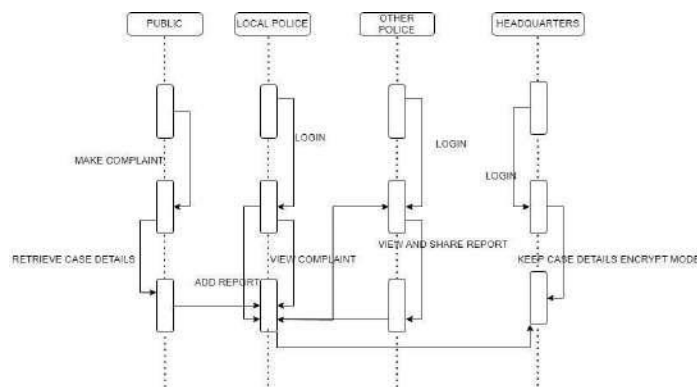 PUBLIC
LOCAL POLICE
OTHER
POLICE
HEADQUARTERS
LOGIN
LOGIN
MAKE COMPLAINT
LOGIN
VIEW AND SHARE REPORT
RETRIEVE CASE DETAILS
VIEW COMPLAINT
KEEP CASE DETAILS ENCRYPT MODE
ADD REPORT